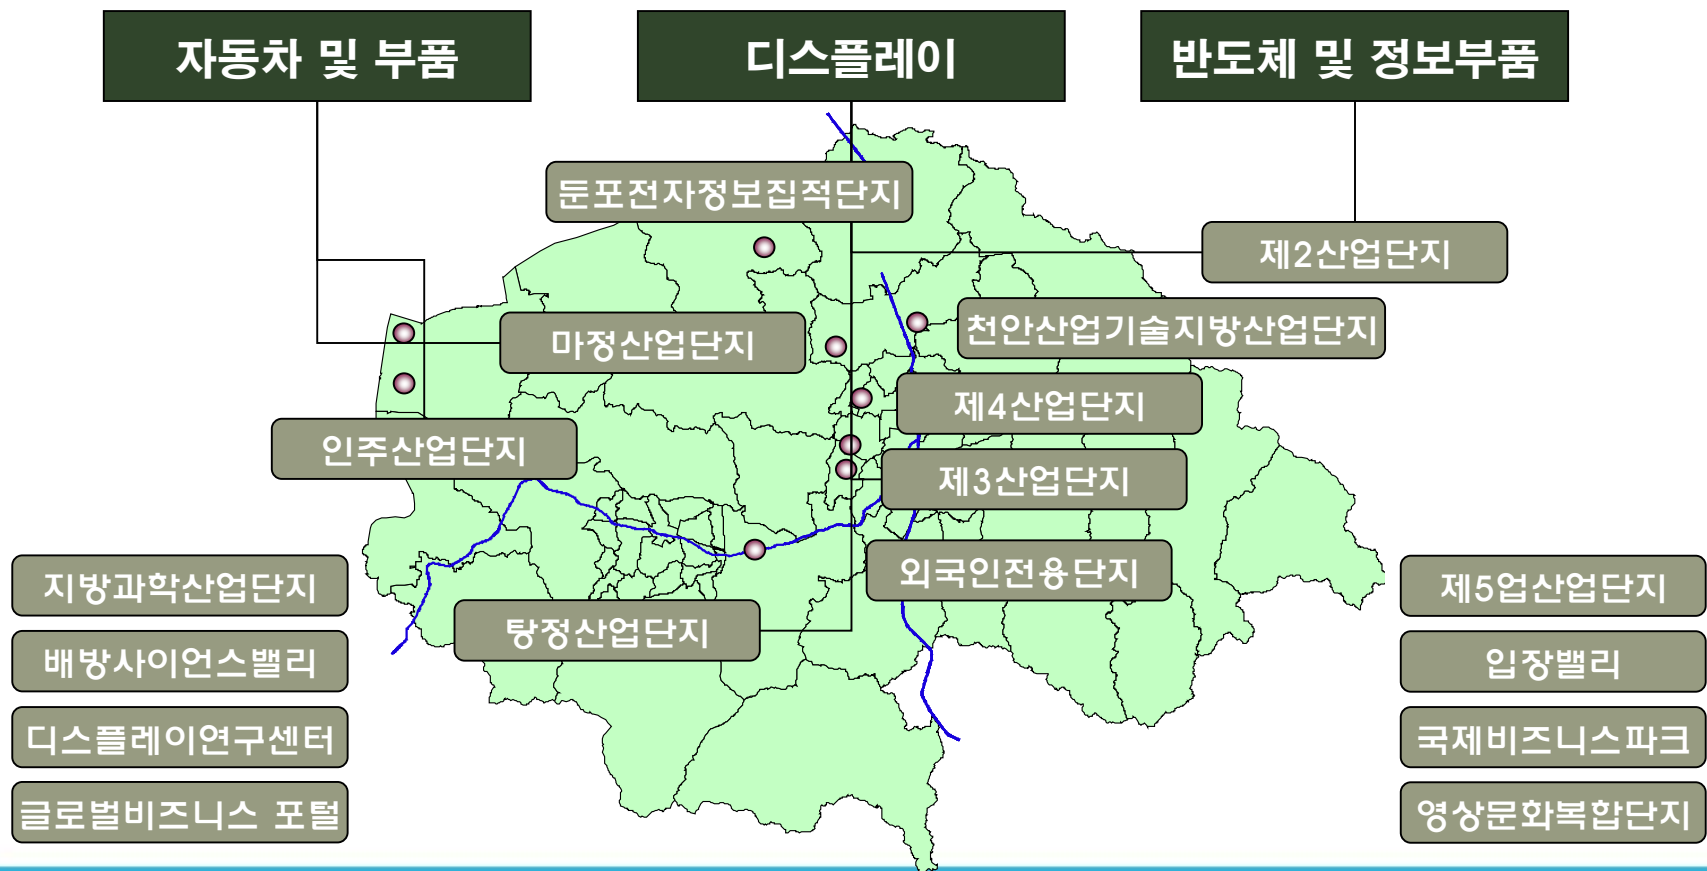 자동차 및 부품
디스플레이
반도체 및 정보부품
둔포전자정보집적단지
제2산업단지
천안산업기술지방산업단지
마정산업단지
제4산업단지
인주산업단지
제3산업단지
외국인전용단지
탕정산업단지
지방과학산업단지
배방사이언스밸리
디스플레이연구센터
글로벌비즈니스 포털
제5업산업단지
입장밸리
국제비즈니스파크
영상문화복합단지